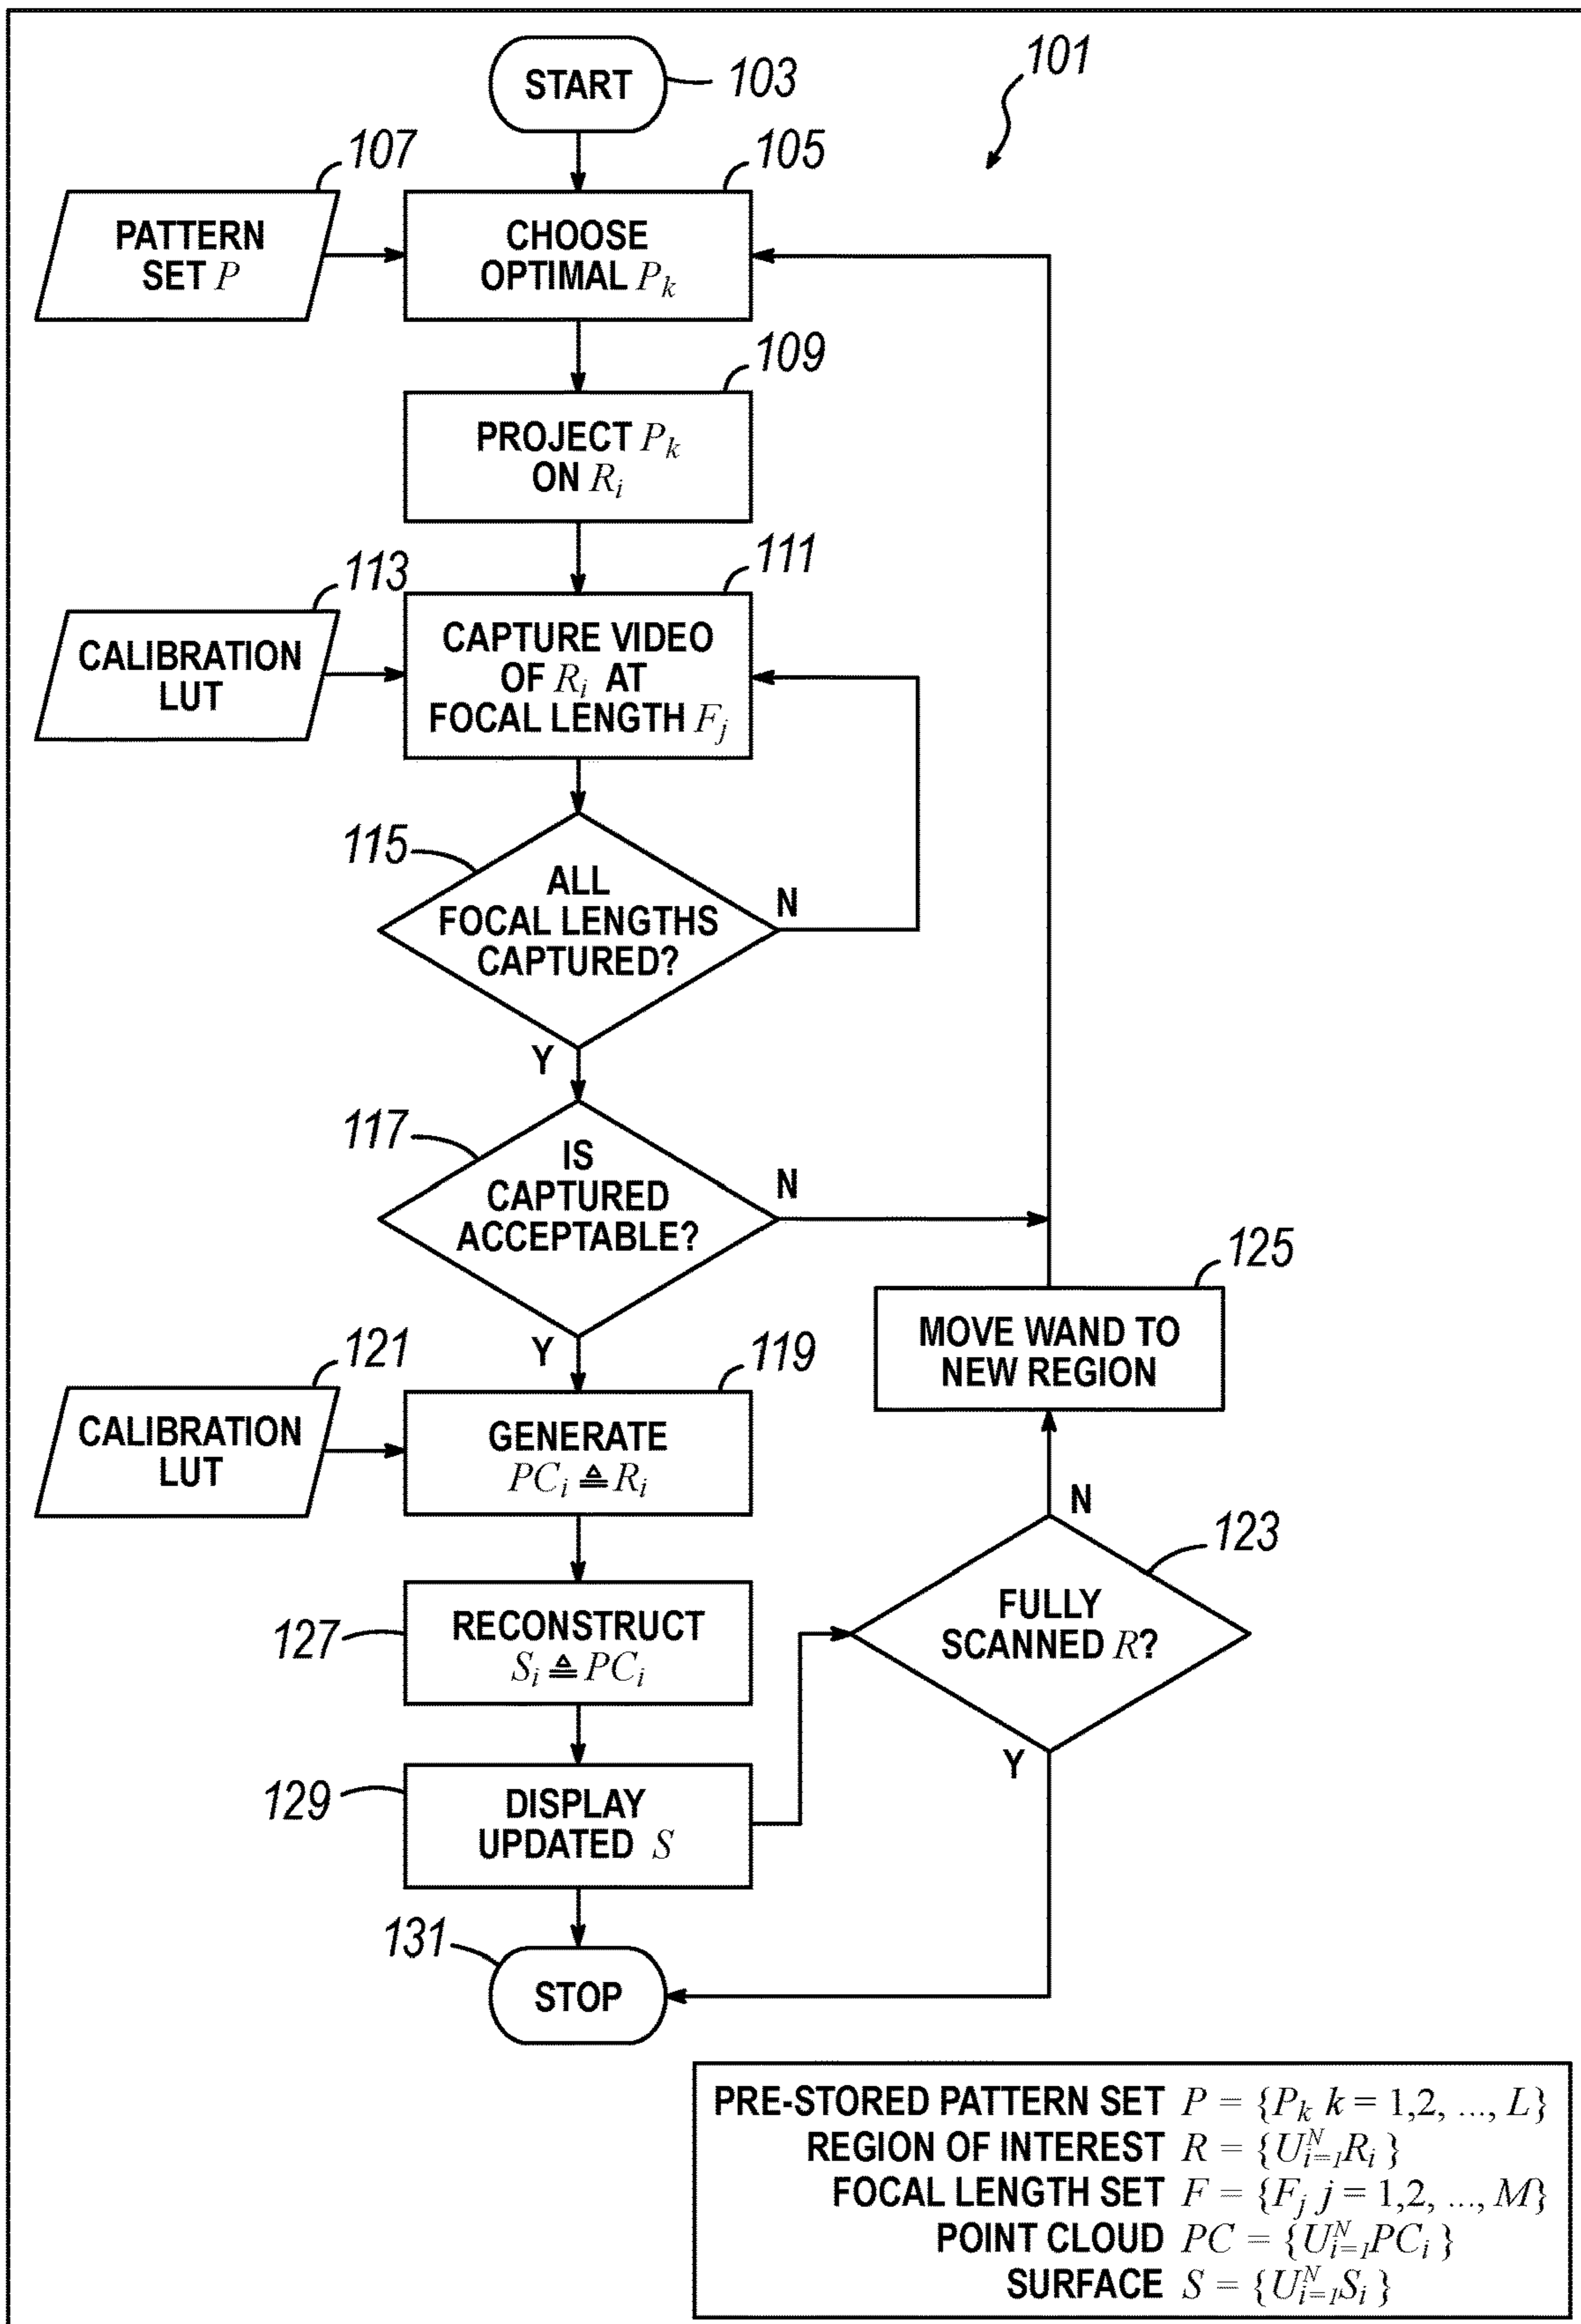 START
103
101
107
105
PATTERN
SET P
CHOOSE
OPTIMAL Pₖ
109
PROJECT Pₖ
ON Rᵢ
113
111
CALIBRATION
LUT
CAPTURE VIDEO
OF Rᵢ AT
FOCAL LENGTH Fⱼ
115
ALL
FOCAL LENGTHS
CAPTURED?
N
Y
117
IS
CAPTURED
ACCEPTABLE?
N
Y
125
MOVE WAND TO
NEW REGION
121
119
CALIBRATION
LUT
GENERATE
PCᵢ ≜ Rᵢ
N
123
FULLY
SCANNED R?
Y
127
RECONSTRUCT
Sᵢ ≜ PCᵢ
129
DISPLAY
UPDATED S
131
STOP
PRE-STORED PATTERN SET P = {Pₖ k = 1,2, ..., L}
REGION OF INTEREST R = {U_{i=1}^N Rᵢ}
FOCAL LENGTH SET F = {Fⱼ j = 1,2, ..., M}
POINT CLOUD PC = {U_{i=1}^N PCᵢ}
SURFACE S = {U_{i=1}^N Sᵢ}